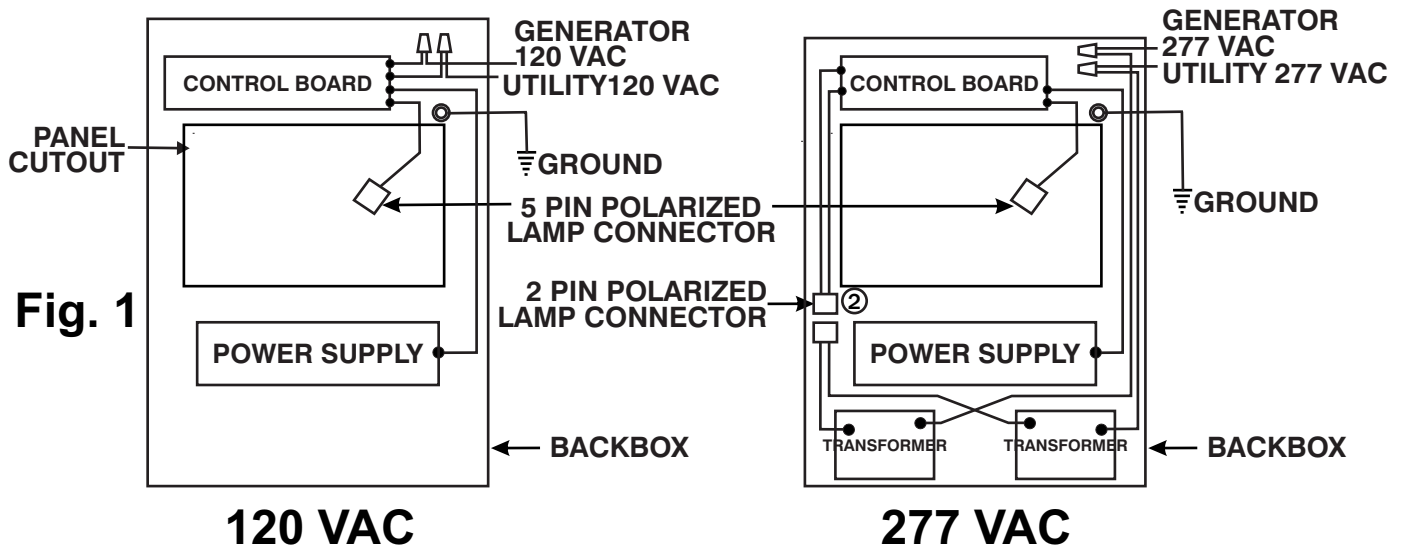 GENERATOR
120 VAC
UTILITY120 VAC
CONTROL BOARD
PANEL
CUTOUT
GROUND
5 PIN POLARIZED
LAMP CONNECTOR
2 PIN POLARIZED
LAMP CONNECTOR
Fig. 1
POWER SUPPLY
BACKBOX
120 VAC
GENERATOR
277 VAC
UTILITY 277 VAC
CONTROL BOARD
GROUND
2
POWER SUPPLY
TRANSFORMER
TRANSFORMER
BACKBOX
277 VAC